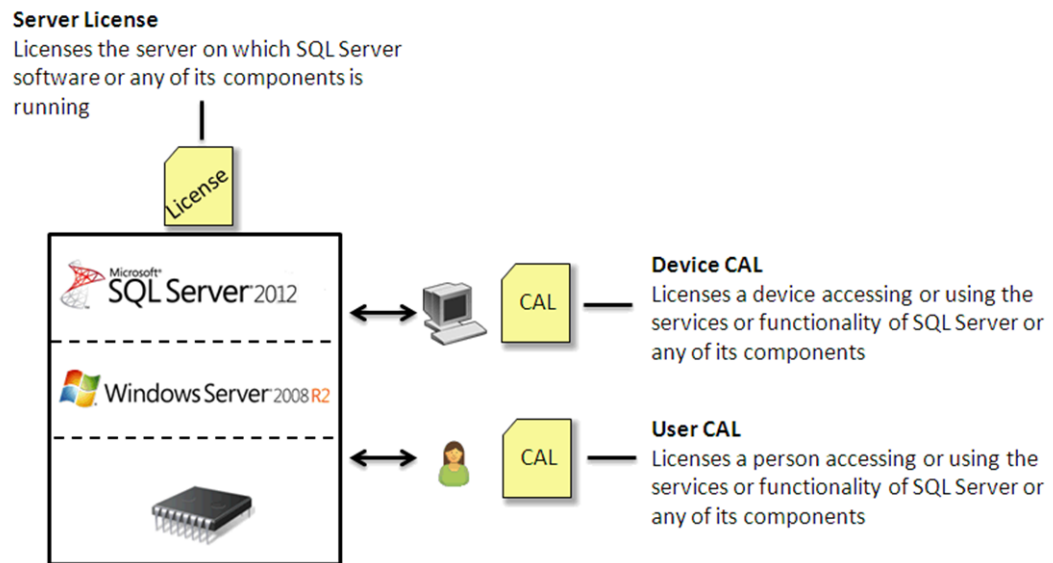 Server License
Licenses the server on which SQL Server
software or any of its components is
running
License
Microsoft®
SQL Server 2012
Windows Server 2008 R2
CAL
Device CAL
Licenses a device accessing or using the
services or functionality of SQL Server or
any of its components
CAL
User CAL
Licenses a person accessing or using the
services or functionality of SQL Server or
any of its components